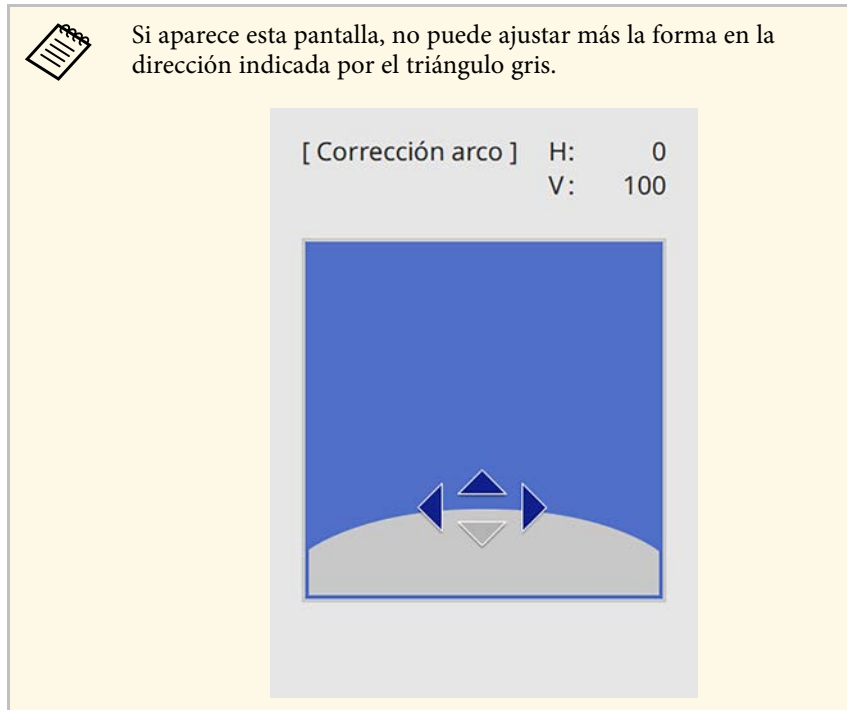 Si aparece esta pantalla, no puede ajustar más la forma en la
dirección indicada por el triángulo gris.
[ Corrección arco ] H: 0
V: 100